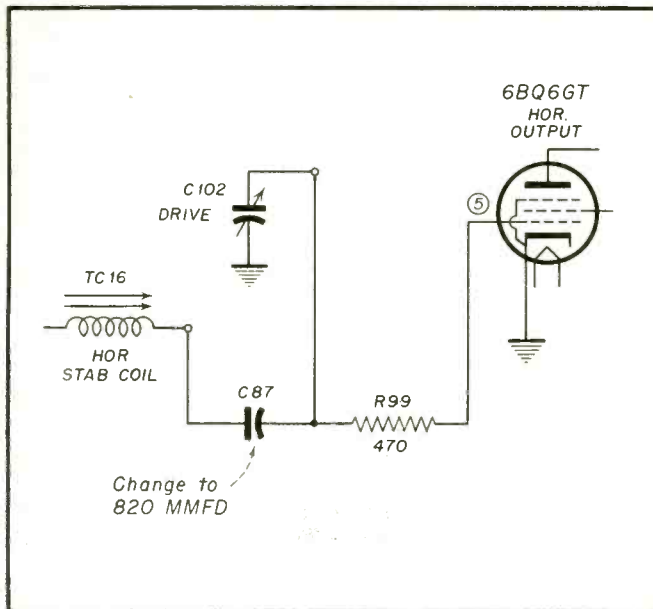 6BQ6GT
HOR.
OUTPUT
C102
DRIVE
5
TC16
HOR
STAB COIL
C87
R99
470
Change to
820 MMFD